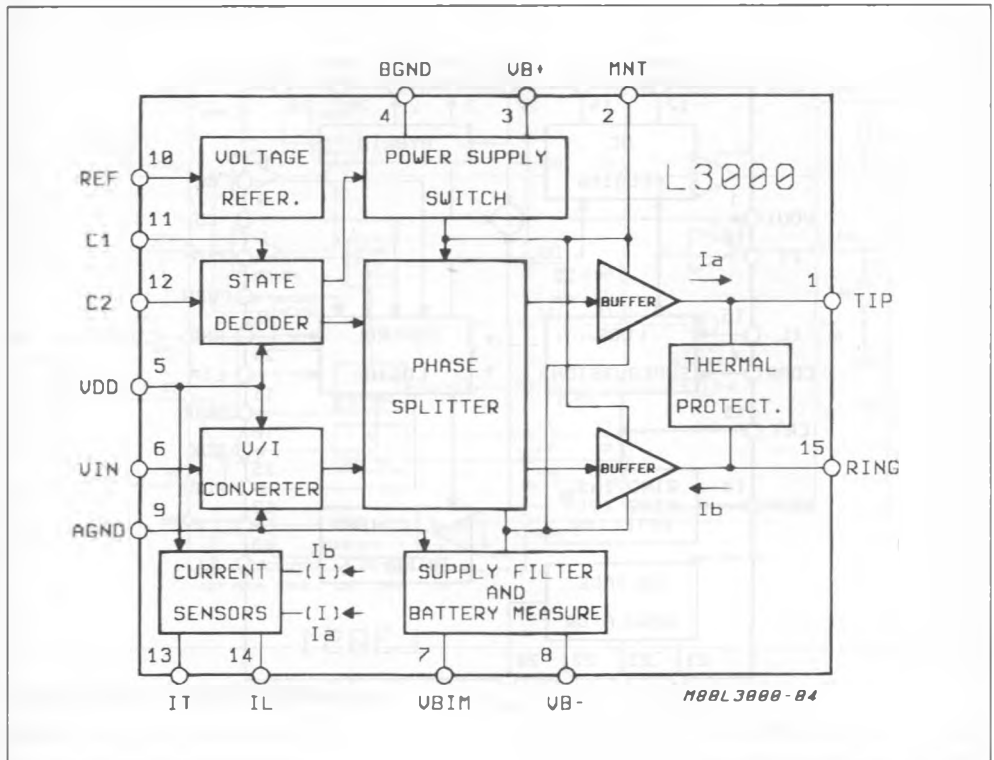 BGND
VB+
MNT
4
3
2
10
REF
VOLTAGE
REFER.
POWER SUPPLY
SWITCH
L3000
11
C1
12
C2
STATE
DECODER
BUFFER
Ia
1
TIP
5
VDD
PHASE
SPLITTER
THERMAL
PROTECT.
6
VIN
V/I
CONVERTER
BUFFER
15
RING
Ib
9
AGND
CURRENT
SENSORS
Ib
(I)
(I)
Ia
SUPPLY FILTER
AND
BATTERY MEASURE
13
14
7
8
IT
IL
VBIM
VB-
M88L3000-04